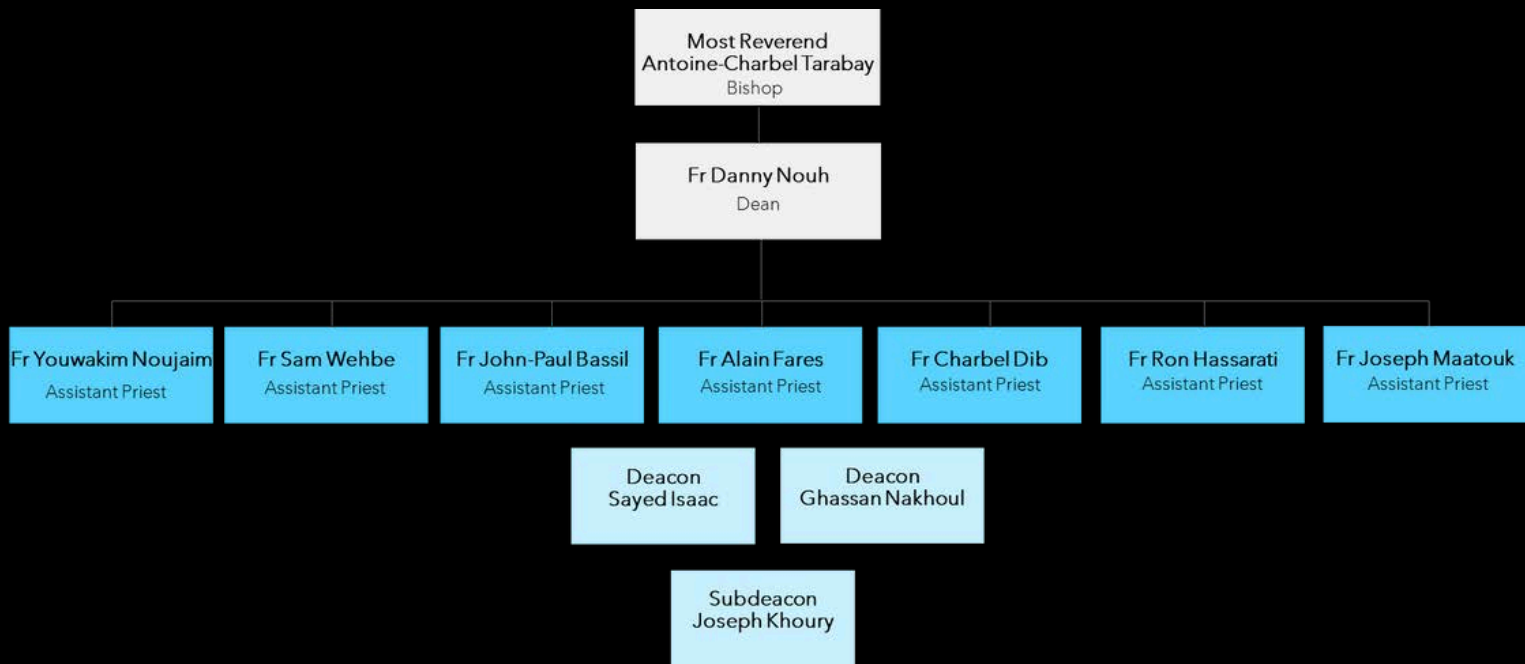 Most Reverend
Antoine-Charbel Tarabay
Bishop
Fr Danny Nouh
Dean
Fr Youwakim Noujaim
Assistant Priest
Fr Sam Wehbe
Assistant Priest
Fr John-Paul Bassil
Assistant Priest
Fr Alain Fares
Assistant Priest
Fr Charbel Dib
Assistant Priest
Fr Ron Hassarati
Assistant Priest
Fr Joseph Maatouk
Assistant Priest
Deacon
Sayed Isaac
Deacon
Ghassan Nakhoul
Subdeacon
Joseph Khoury